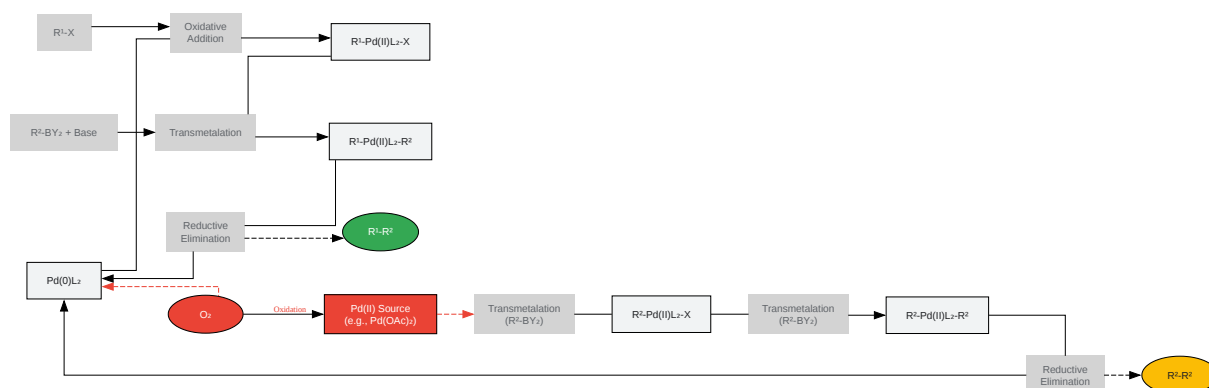 R¹-X
Oxidative
Addition
R¹-Pd(II)L₂-X
R²-BY₂ + Base
Transmetalation
R¹-Pd(II)L₂-R²
Reductive
Elimination
R¹-R²
Pd(0)L₂
O₂
Oxidation
Pd(II) Source
(e.g., Pd(OAc)₂)
Transmetalation
(R²-BY₂)
R²-Pd(II)L₂-X
Transmetalation
(R²-BY₂)
R²-Pd(II)L₂-R²
Reductive
Elimination
R²-R²